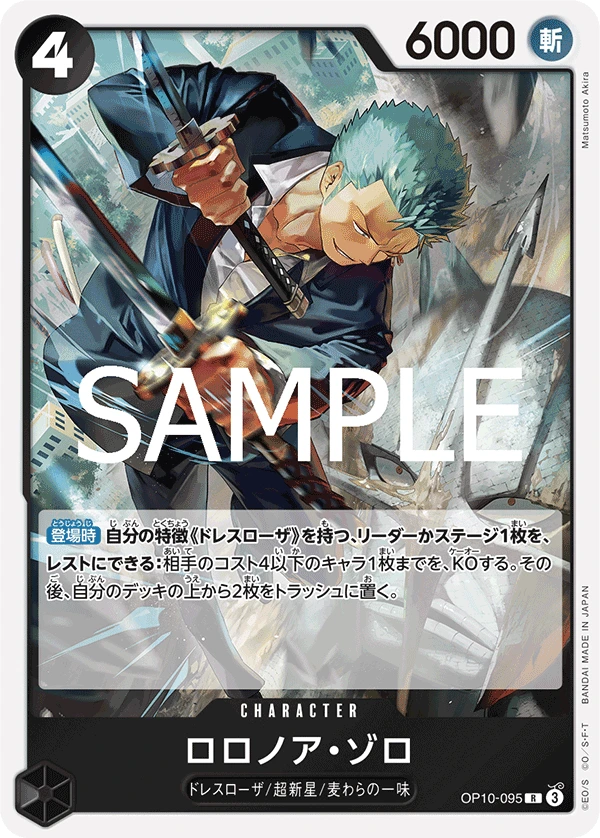 4
6000
斬
Matsumoto Akira
SAMPLE
登場時 自分の特徴《ドレスローザ》を持つ、リーダーかステージ1枚を、
レストにできる:相手のコスト4以下のキャラ1枚までを、KOする。その
後、自分のデッキの上から2枚をトラッシュに置く。
CHARACTER
ロロノア・ゾロ
ドレスローザ/超新星/麦わらの一味
OP10-095 R 3
©E.O/S ©O/S・F・T BANDAI MADE IN JAPAN